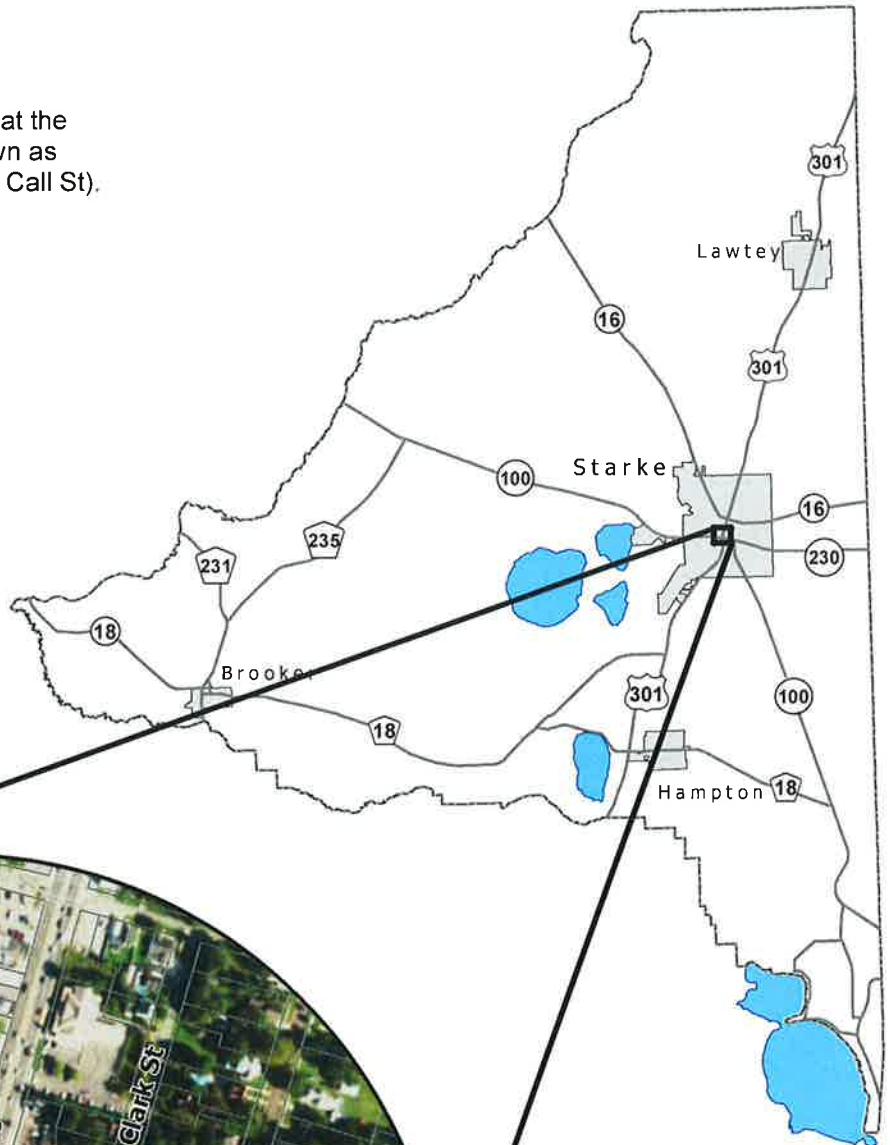 at the
wn as
Call St).
301
Lawtey
16
301
Starke
100
16
235
230
231
18
Brooke
301
100
18
Hampton
18
Clark St